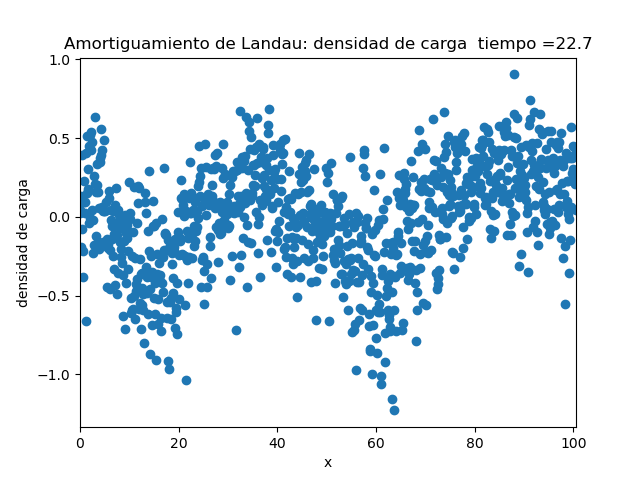 Amortiguamiento de Landau: densidad de carga  tiempo =22.7
1.0
0.5
0.0
−0.5
−1.0
densidad de carga
0 20 40 60 80 100
x